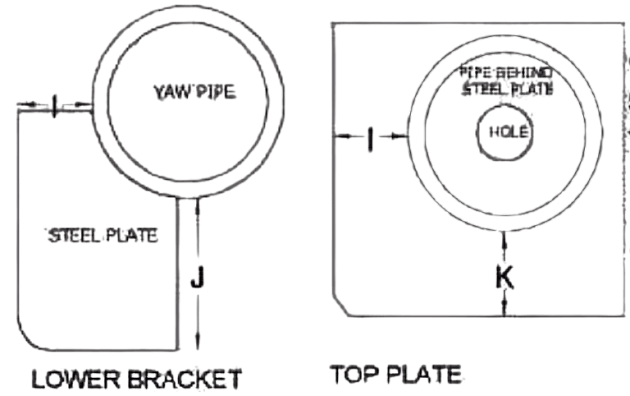 YAW PIPE
I
STEEL PLATE
J
LOWER BRACKET
PIPE BEHIND
STEEL PLATE
HOLE
I
K
TOP PLATE